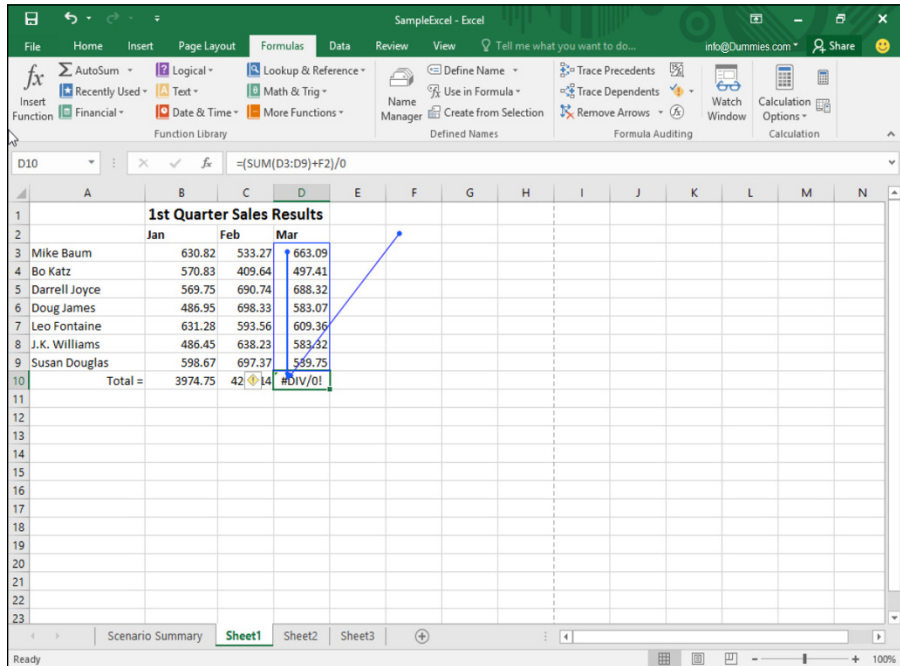 SampleExcel - Excel
File Home Insert Page Layout Formulas Data Review View Tell me what you want to do... info@Dummies.com Share
fx Insert Function
Σ AutoSum
Recently Used
Financial
Logical
Text
Date & Time
Lookup & Reference
Math & Trig
More Functions
Function Library
Name Manager
Define Name
Use in Formula
Create from Selection
Defined Names
Trace Precedents
Trace Dependents
Remove Arrows
fx
Formula Auditing
Watch Window
Calculation Options
Calculation
D10 fx =(SUM(D3:D9)+F2)/0
A B C D E F G H I J K L M N
1 1st Quarter Sales Results
2 Jan Feb Mar
3 Mike Baum 630.82 533.27 663.09
4 Bo Katz 570.83 409.64 497.41
5 Darrell Joyce 569.75 690.74 688.32
6 Doug James 486.95 698.33 583.07
7 Leo Fontaine 631.28 593.56 609.36
8 J.K. Williams 486.45 638.23 583.32
9 Susan Douglas 598.67 697.37 539.75
10 Total = 3974.75 42 14 #DIV/0!
11
12
13
14
15
16
17
18
19
20
21
22
23
Scenario Summary Sheet1 Sheet2 Sheet3
Ready 100%